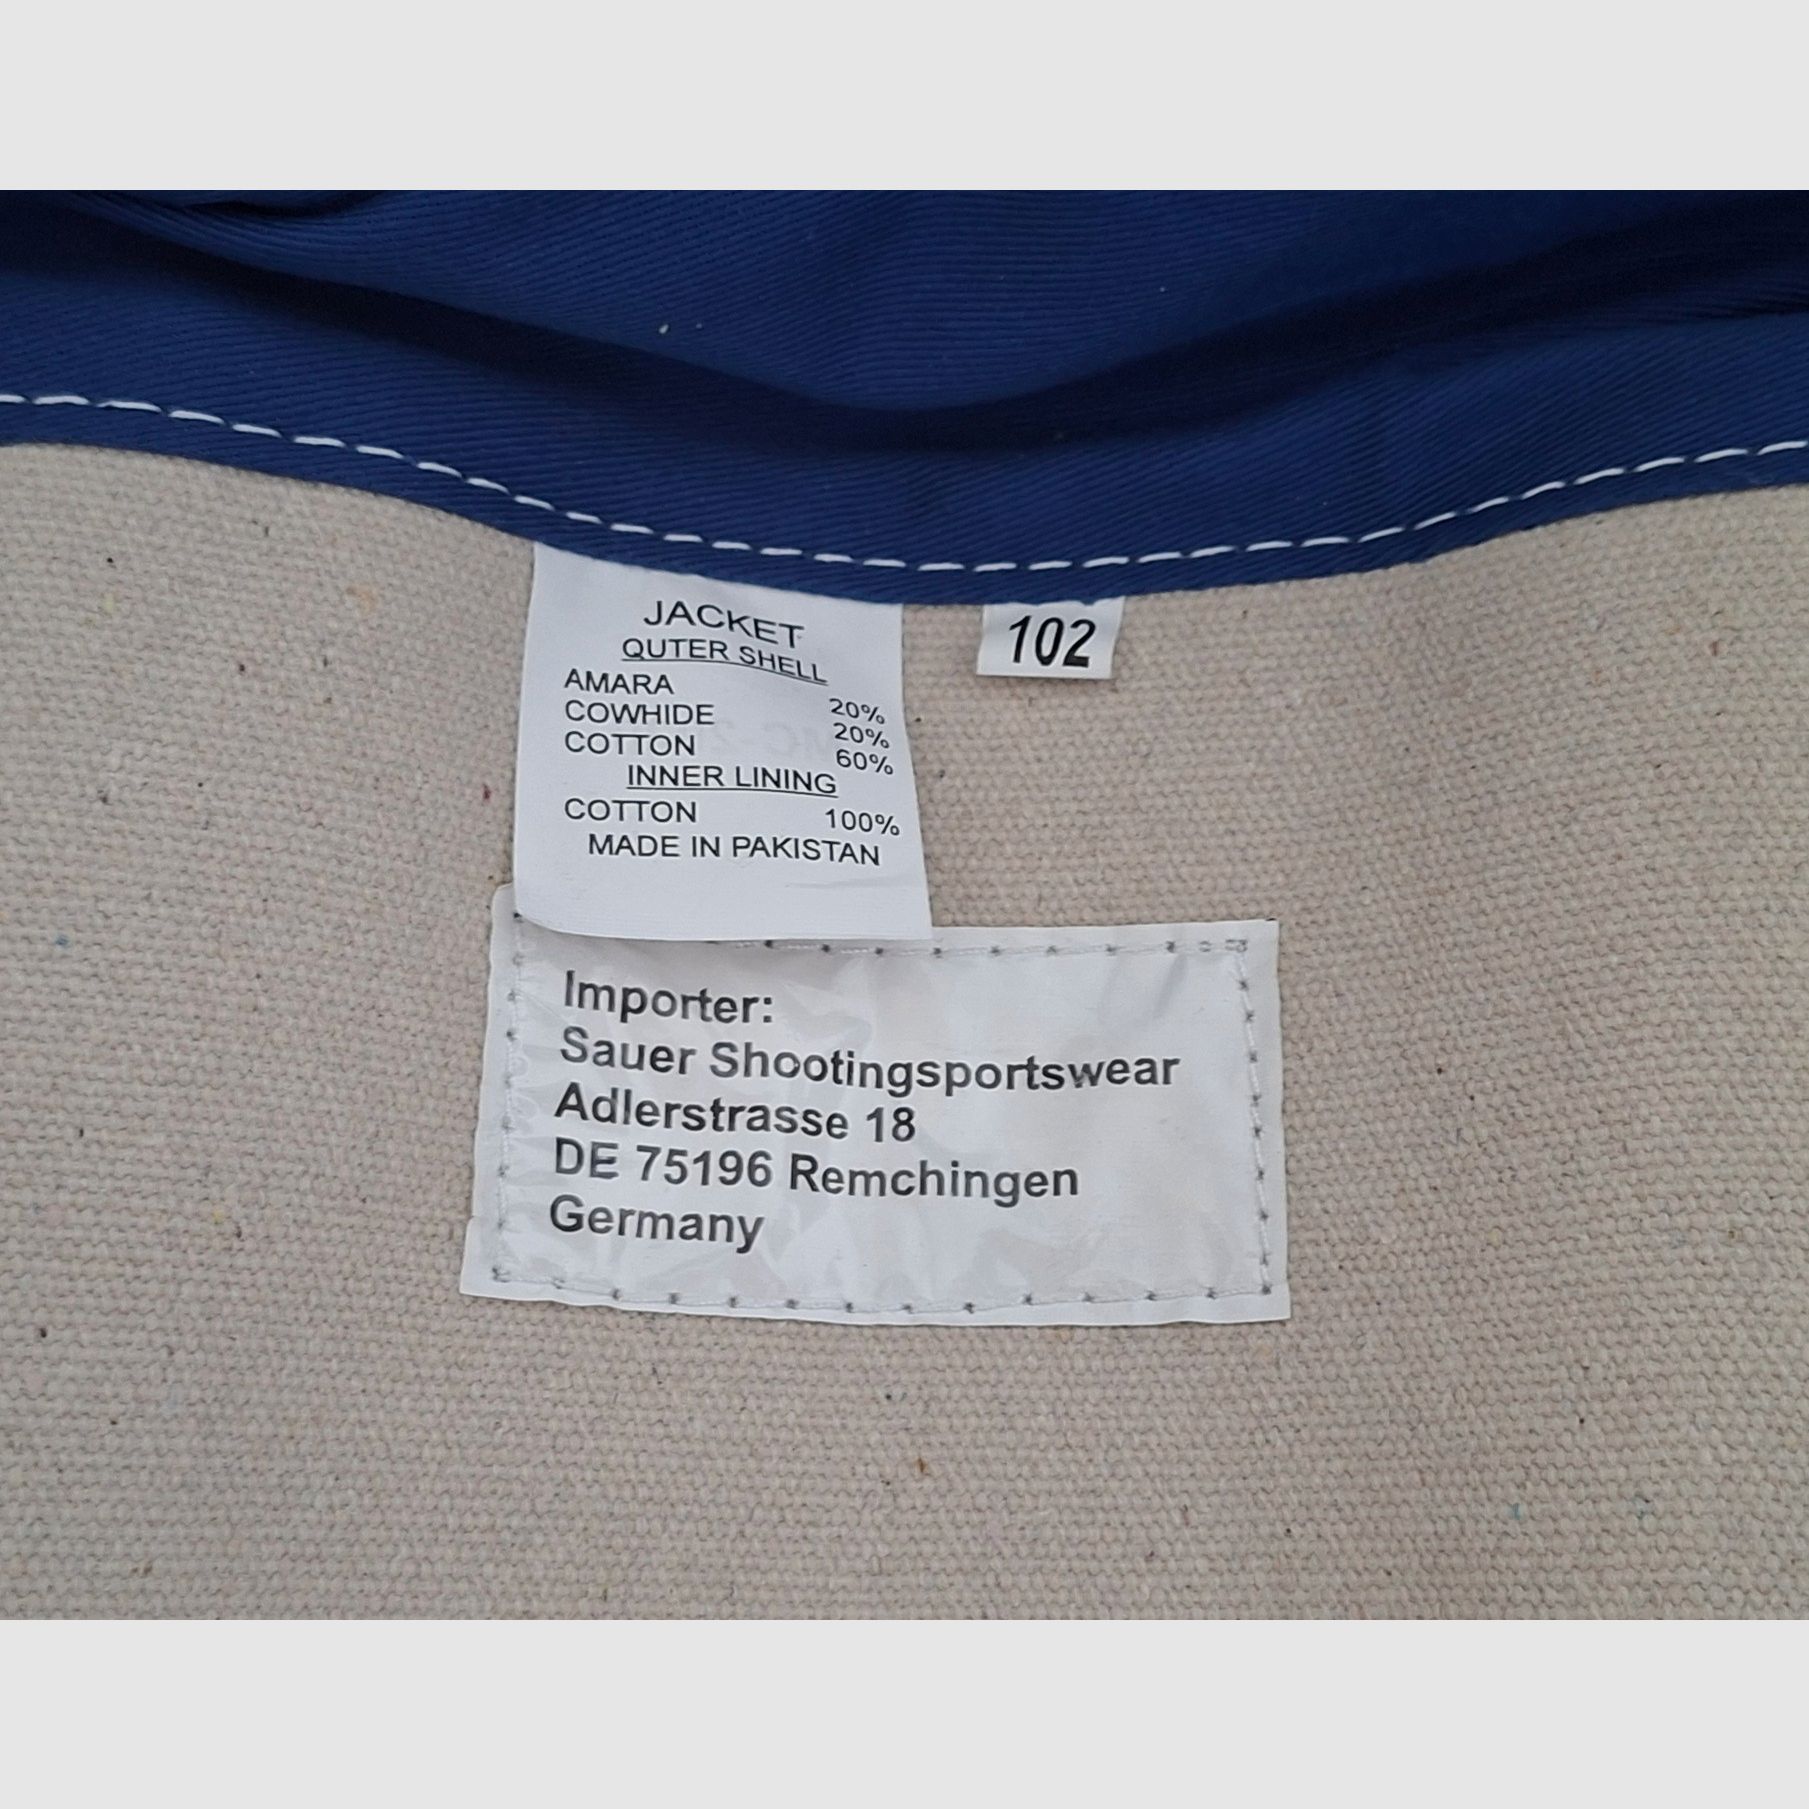 JACKET
QUTER SHELL
AMARA 20%
COWHIDE 20%
COTTON 60%
INNER LINING
COTTON 100%
MADE IN PAKISTAN
102
Importer:
Sauer Shootingsportswear
Adlerstrasse 18
DE 75196 Remchingen
Germany